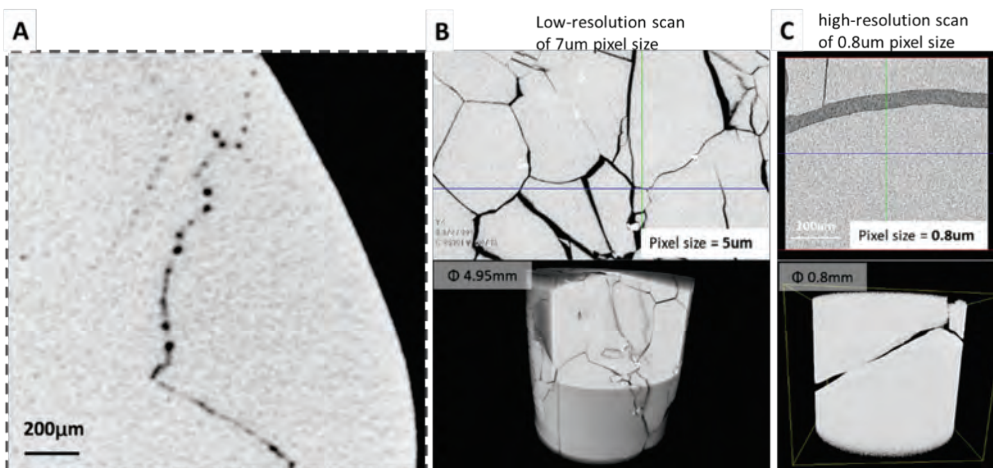 A
200μm
B
Low-resolution scan
of 7um pixel size
Pixel size = 5um
Φ 4.95mm
C
high-resolution scan
of 0.8um pixel size
200um
Pixel size = 0.8um
Φ 0.8mm